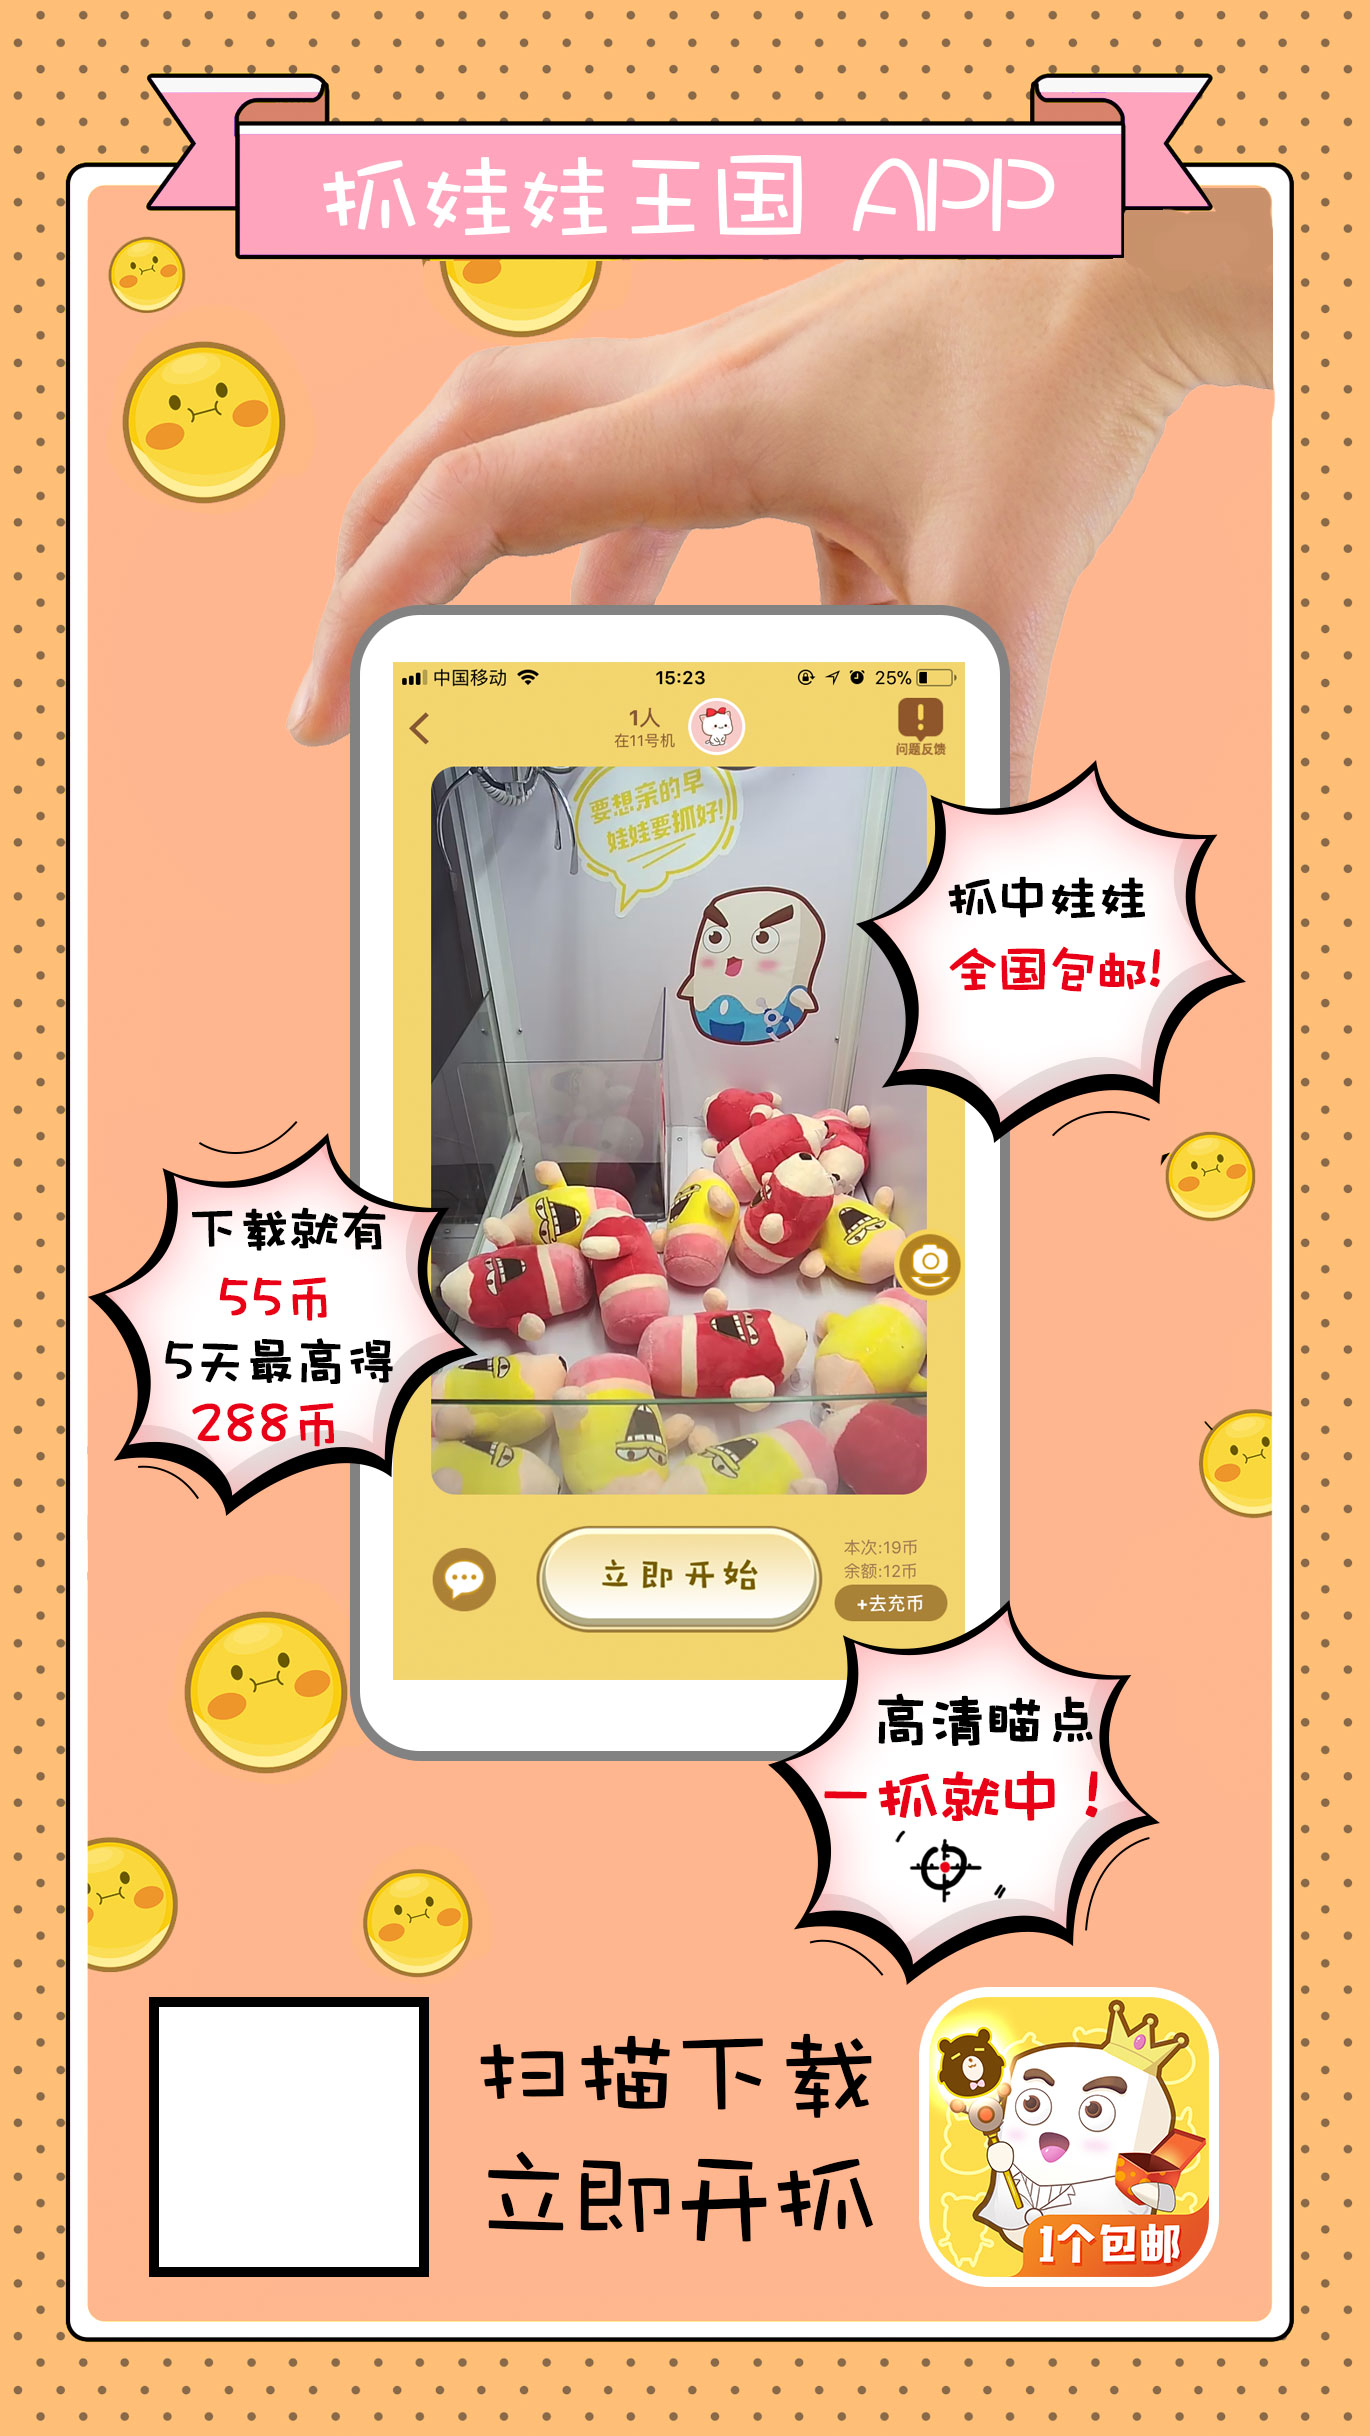 抓娃娃王国 APP
中国移动
15:23
25%
1人
在11号机
问题反馈
要想亲的早
娃娃要抓好!
抓中娃娃
全国包邮!
下载就有
55币
5天最高得
288币
立即开始
本次:19币
余额:12币
+去充币
高清瞄点
一抓就中!
扫描下载
立即开抓
1个包邮